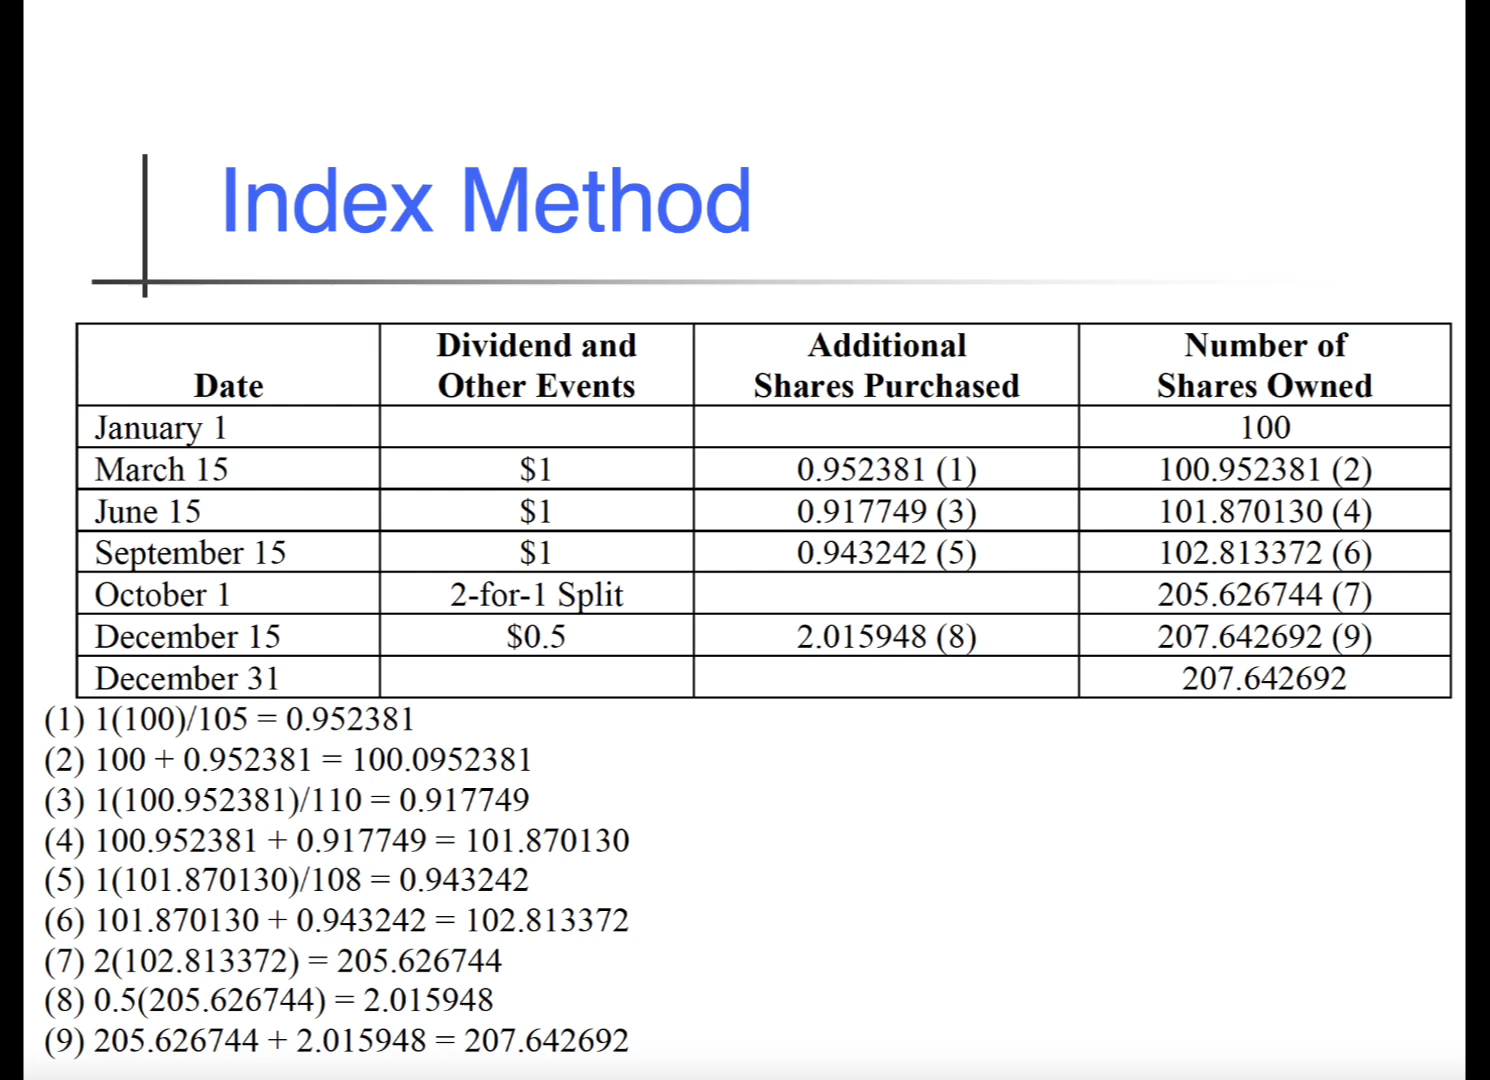 Index Method
Date | Dividend and Other Events | Additional Shares Purchased | Number of Shares Owned
January 1 | | | 100
March 15 | $1 | 0.952381 (1) | 100.952381 (2)
June 15 | $1 | 0.917749 (3) | 101.870130 (4)
September 15 | $1 | 0.943242 (5) | 102.813372 (6)
October 1 | 2-for-1 Split | | 205.626744 (7)
December 15 | $0.5 | 2.015948 (8) | 207.642692 (9)
December 31 | | | 207.642692
(1) 1(100)/105 = 0.952381
(2) 100 + 0.952381 = 100.0952381
(3) 1(100.952381)/110 = 0.917749
(4) 100.952381 + 0.917749 = 101.870130
(5) 1(101.870130)/108 = 0.943242
(6) 101.870130 + 0.943242 = 102.813372
(7) 2(102.813372) = 205.626744
(8) 0.5(205.626744) = 2.015948
(9) 205.626744 + 2.015948 = 207.642692